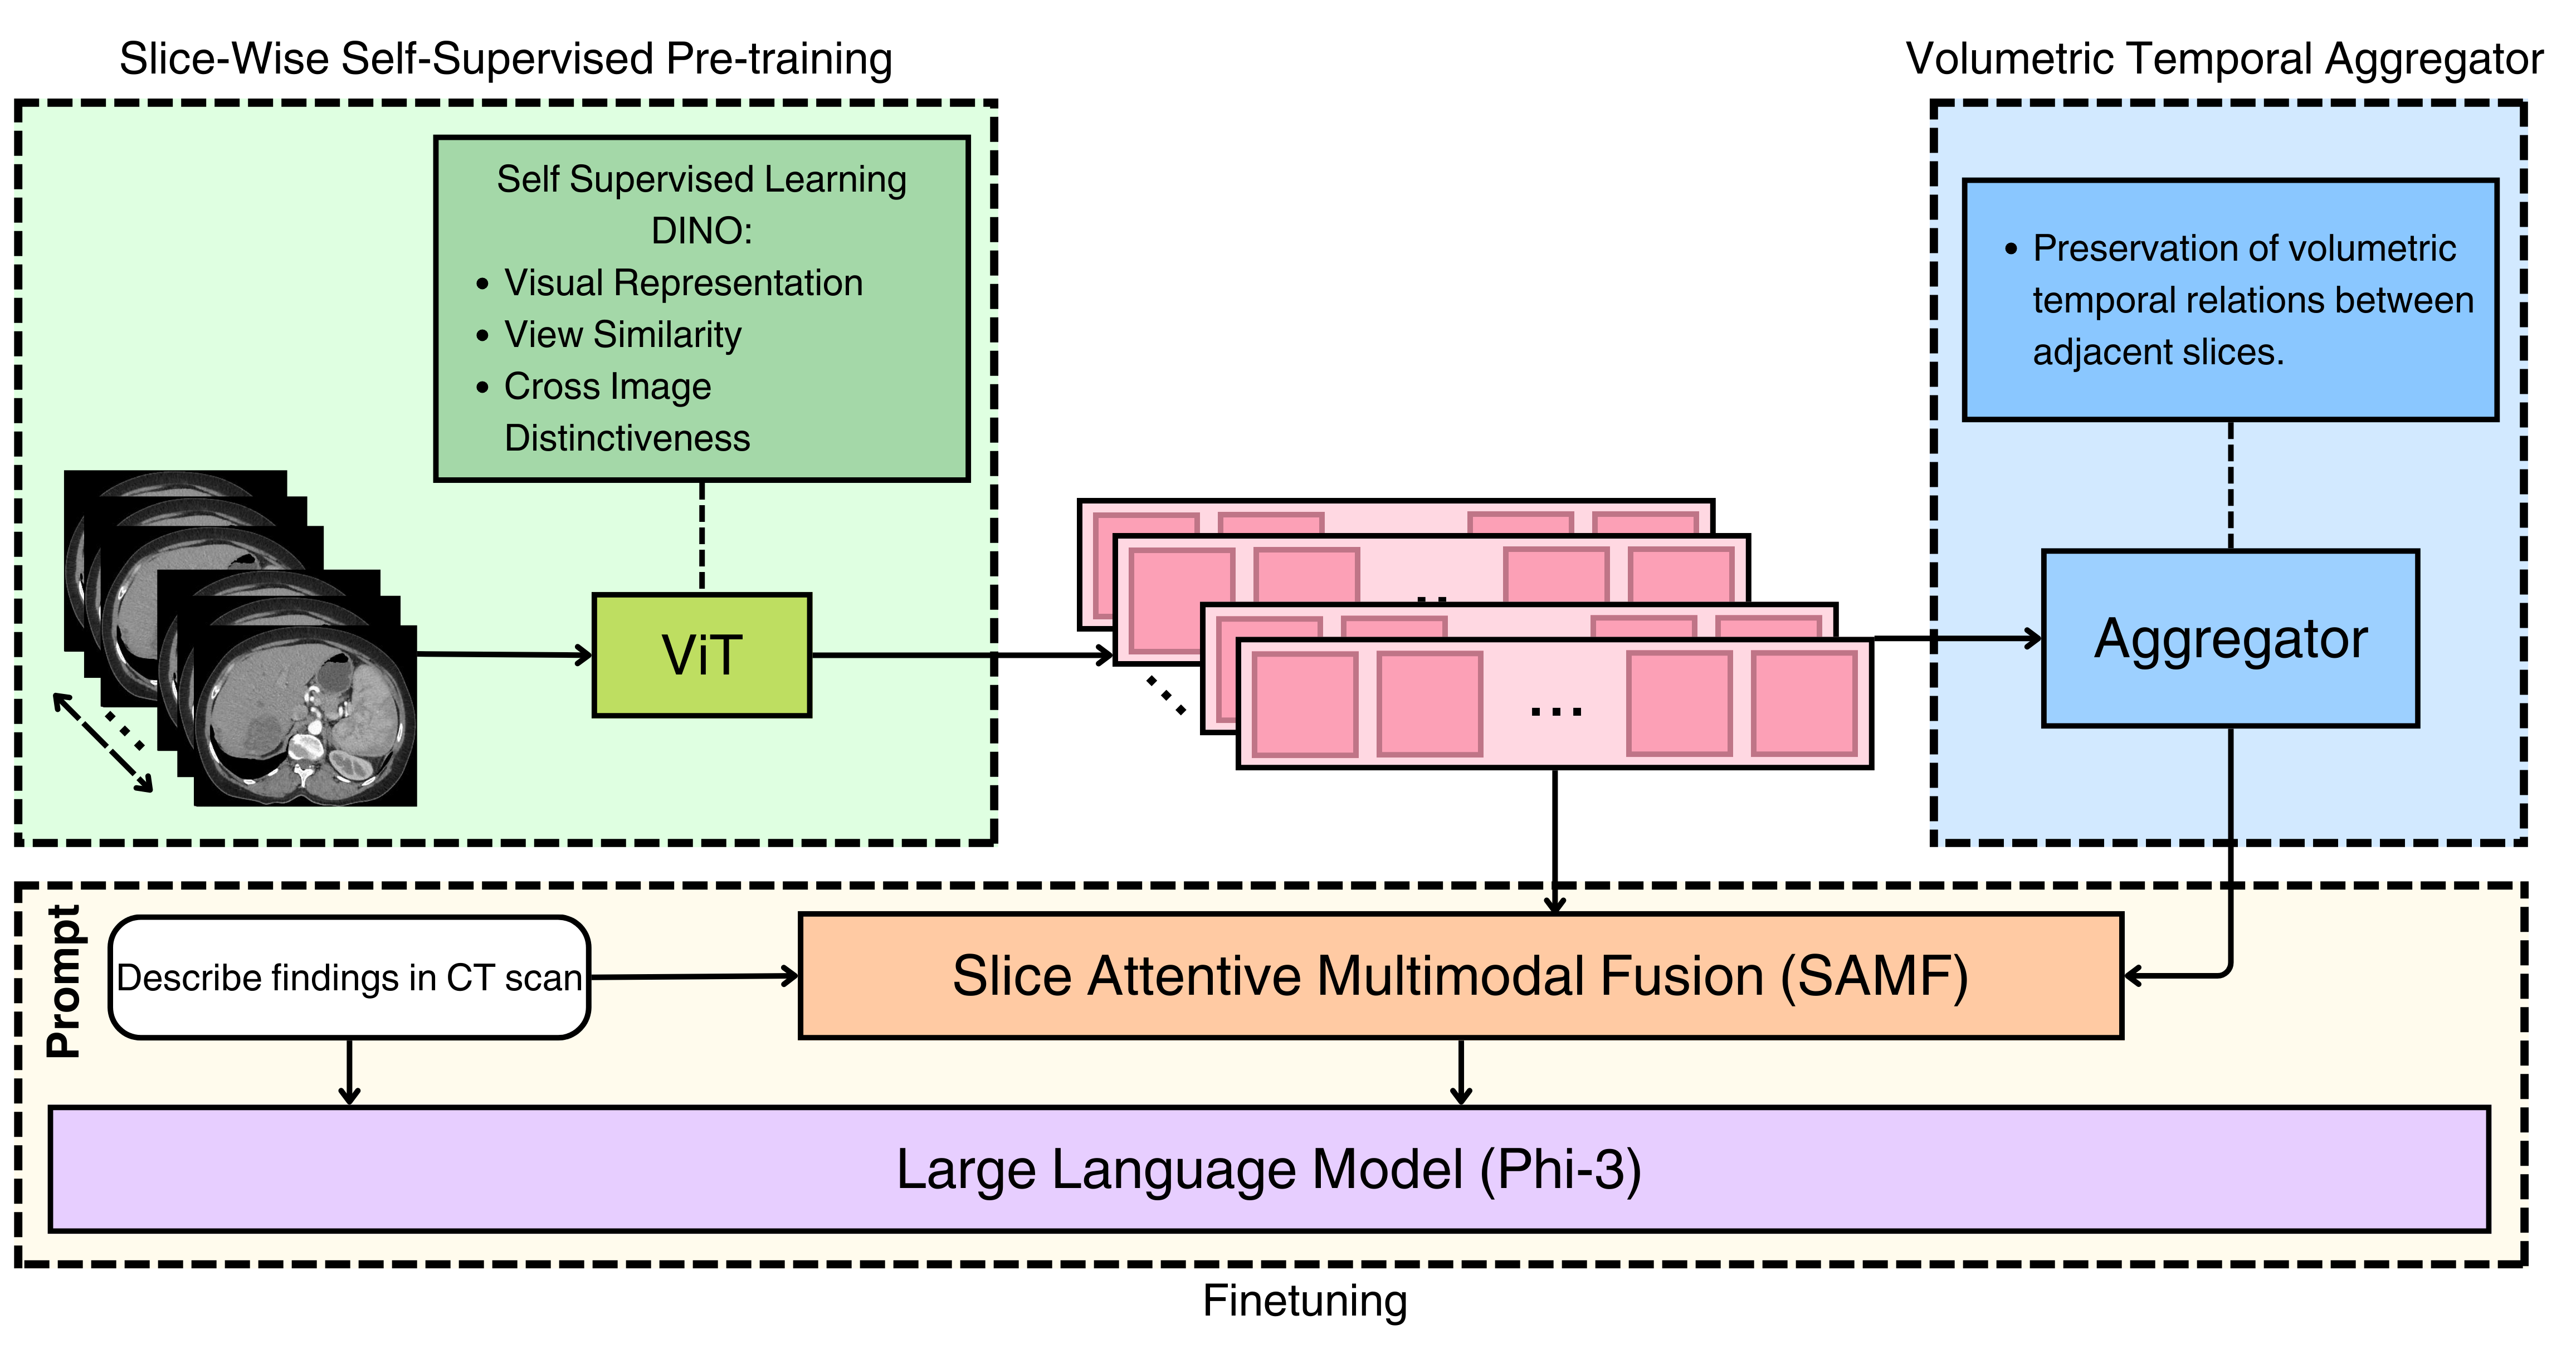 Slice-Wise Self-Supervised Pre-training
Self Supervised Learning
DINO:
• Visual Representation
• View Similarity
• Cross Image
Distinctiveness
ViT
...
Volumetric Temporal Aggregator
• Preservation of volumetric
temporal relations between
adjacent slices.
Aggregator
Prompt
Describe findings in CT scan
Slice Attentive Multimodal Fusion (SAMF)
Large Language Model (Phi-3)
Finetuning